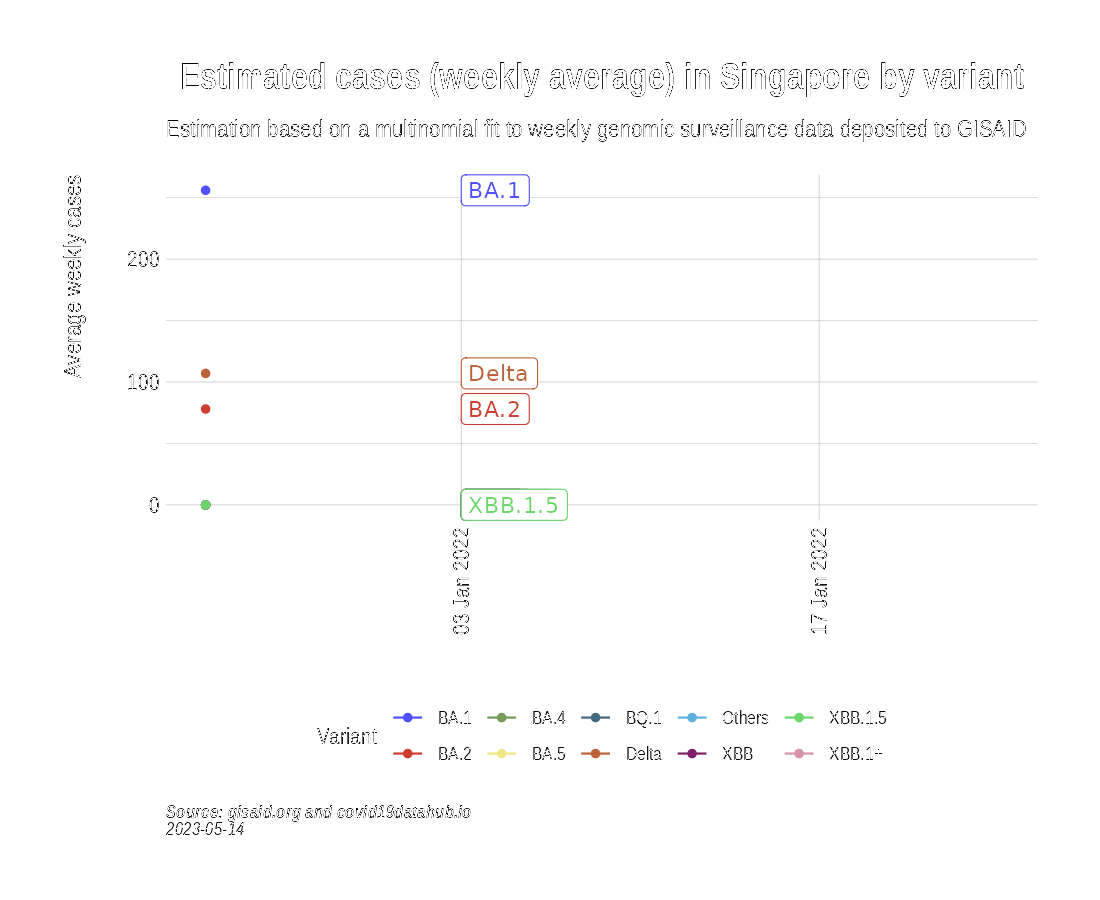 Estimated cases (weekly average) in Singapore by variant
Estimation based on a multinomial fit to weekly genomic surveillance data deposited to GISAID
Average weekly cases
BA.1
200
Delta
100
BA.2
0
XBB.1.5
03 Jan 2022
17 Jan 2022
Variant
BA.1 BA.4 BQ.1 Others XBB.1.5
BA.2 BA.5 Delta XBB XBB.1+
Source: gisaid.org and covid19datahub.io
2023-05-14